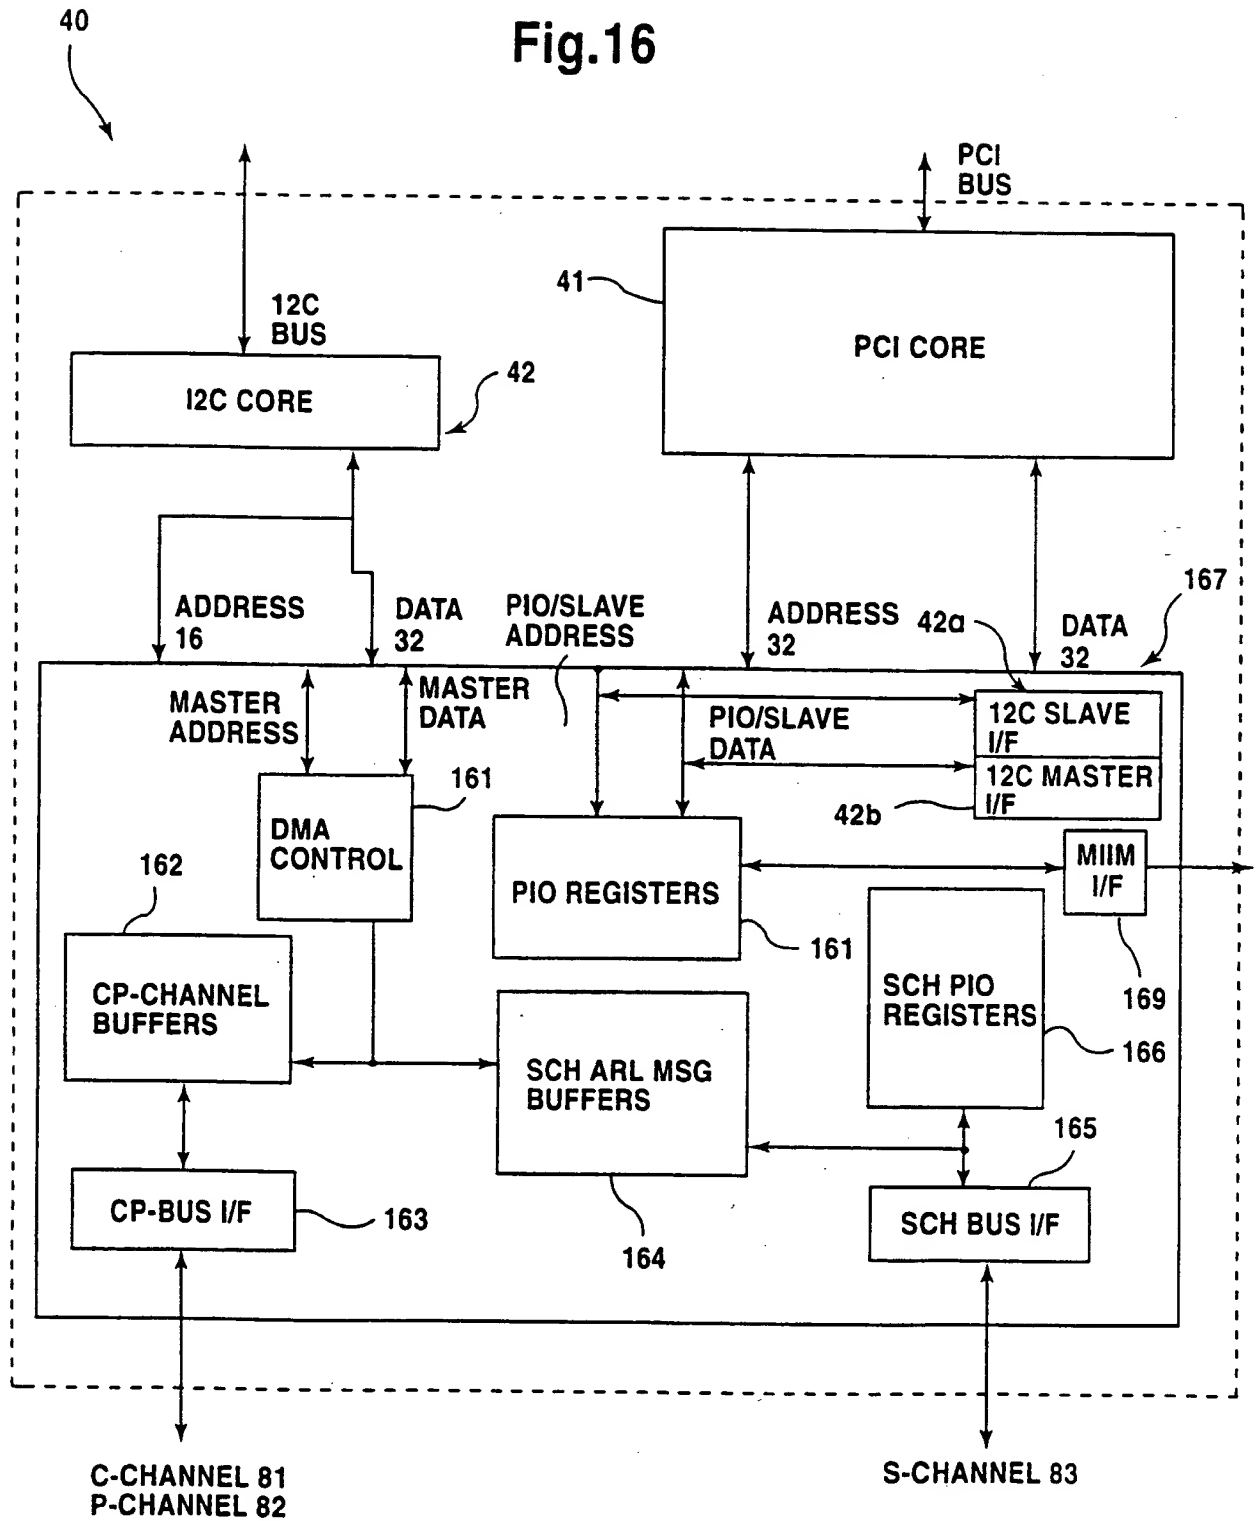 40
Fig.16
PCI
BUS
41
12C
BUS
PCI CORE
I2C CORE
42
167
ADDRESS
16
DATA
32
PIO/SLAVE
ADDRESS
ADDRESS
32
42a
DATA
32
MASTER
ADDRESS
MASTER
DATA
PIO/SLAVE
DATA
12C SLAVE
I/F
12C MASTER
I/F
42b
161
DMA
CONTROL
162
PIO REGISTERS
MIIM
I/F
161
169
CP-CHANNEL
BUFFERS
SCH PIO
REGISTERS
166
SCH ARL MSG
BUFFERS
165
CP-BUS I/F
163
164
SCH BUS I/F
C-CHANNEL 81
P-CHANNEL 82
S-CHANNEL 83